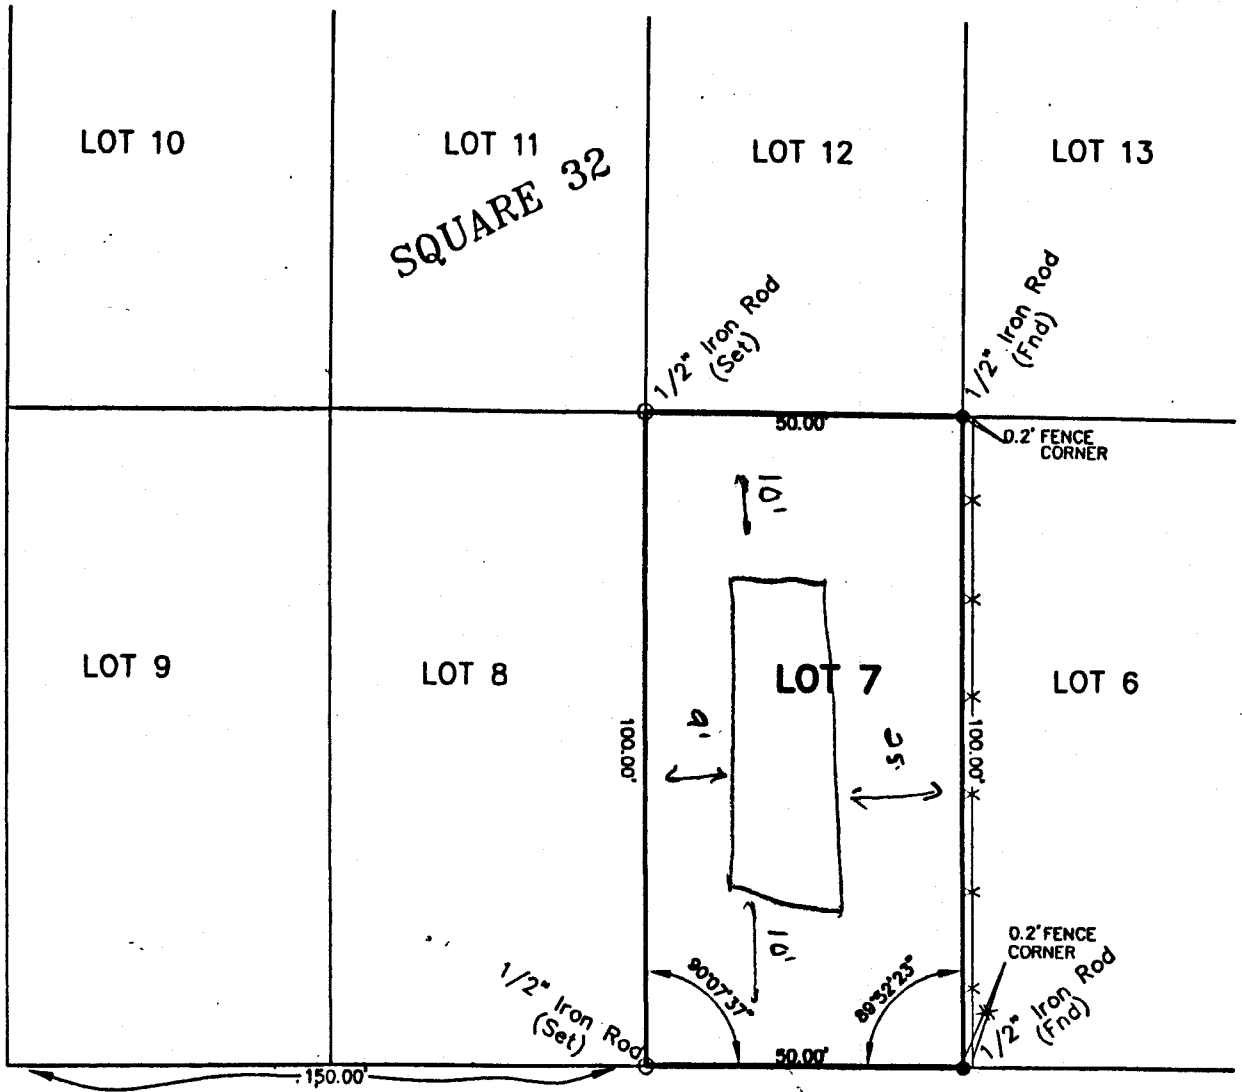 LOT 10
LOT 11
LOT 12
LOT 13
SQUARE 32
1/2" Iron Rod
(Set)
1/2" Iron Rod
(Fnd)
50.00'
0.2' FENCE
CORNER
10'
LOT 9
LOT 8
LOT 7
LOT 6
100.00'
9'
25'
100.00'
10'
0.2' FENCE
CORNER
1/2" Iron Rod
(Set)
90°07'37"
89°52'23"
1/2" Iron Rod
(Fnd)
150.00'
50.00'